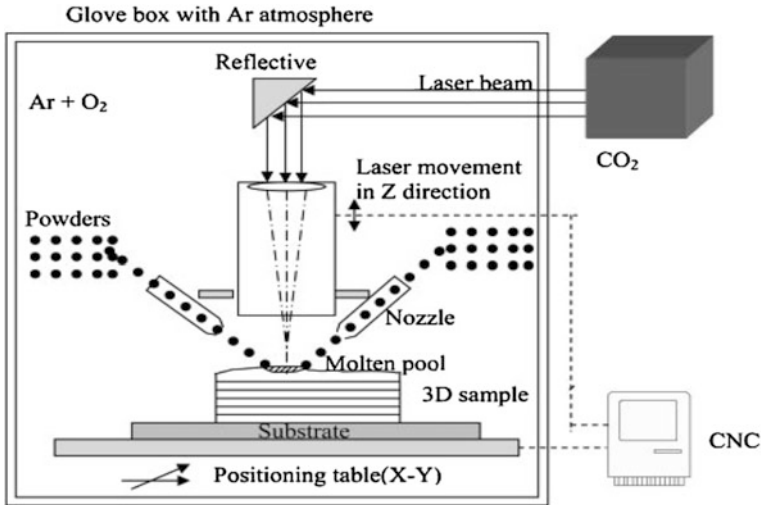 Glove box with Ar atmosphere
Reflective
Laser beam
Ar + O₂
CO₂
Laser movement
in Z direction
Powders
Nozzle
Molten pool
3D sample
Substrate
CNC
Positioning table(X-Y)